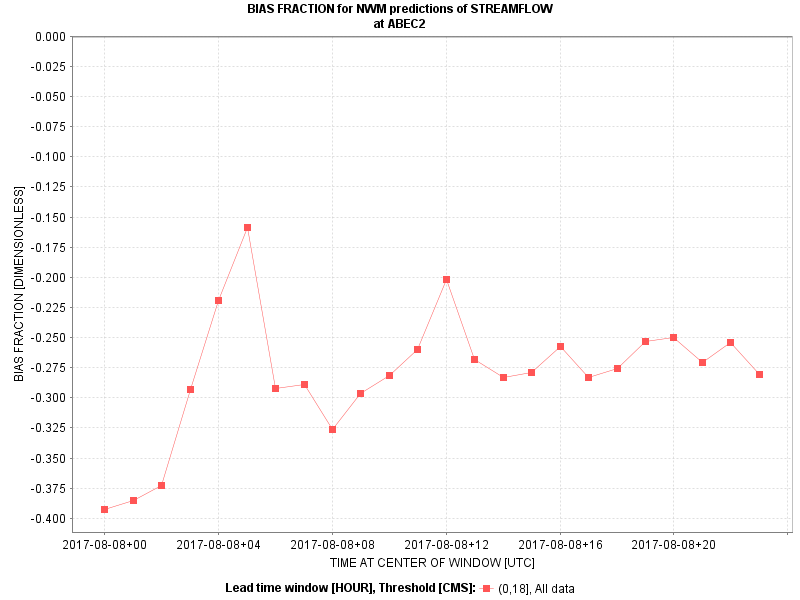 BIAS FRACTION for NWM predictions of STREAMFLOW
at ABEC2
0.000
-0.025
-0.050
-0.075
-0.100
-0.125
-0.150
-0.175
-0.200
-0.225
-0.250
-0.275
-0.300
-0.325
-0.350
-0.375
-0.400
BIAS FRACTION [DIMENSIONLESS]
2017-08-08+00 2017-08-08+04 2017-08-08+08 2017-08-08+12 2017-08-08+16 2017-08-08+20
TIME AT CENTER OF WINDOW [UTC]
Lead time window [HOUR], Threshold [CMS]: (0,18], All data